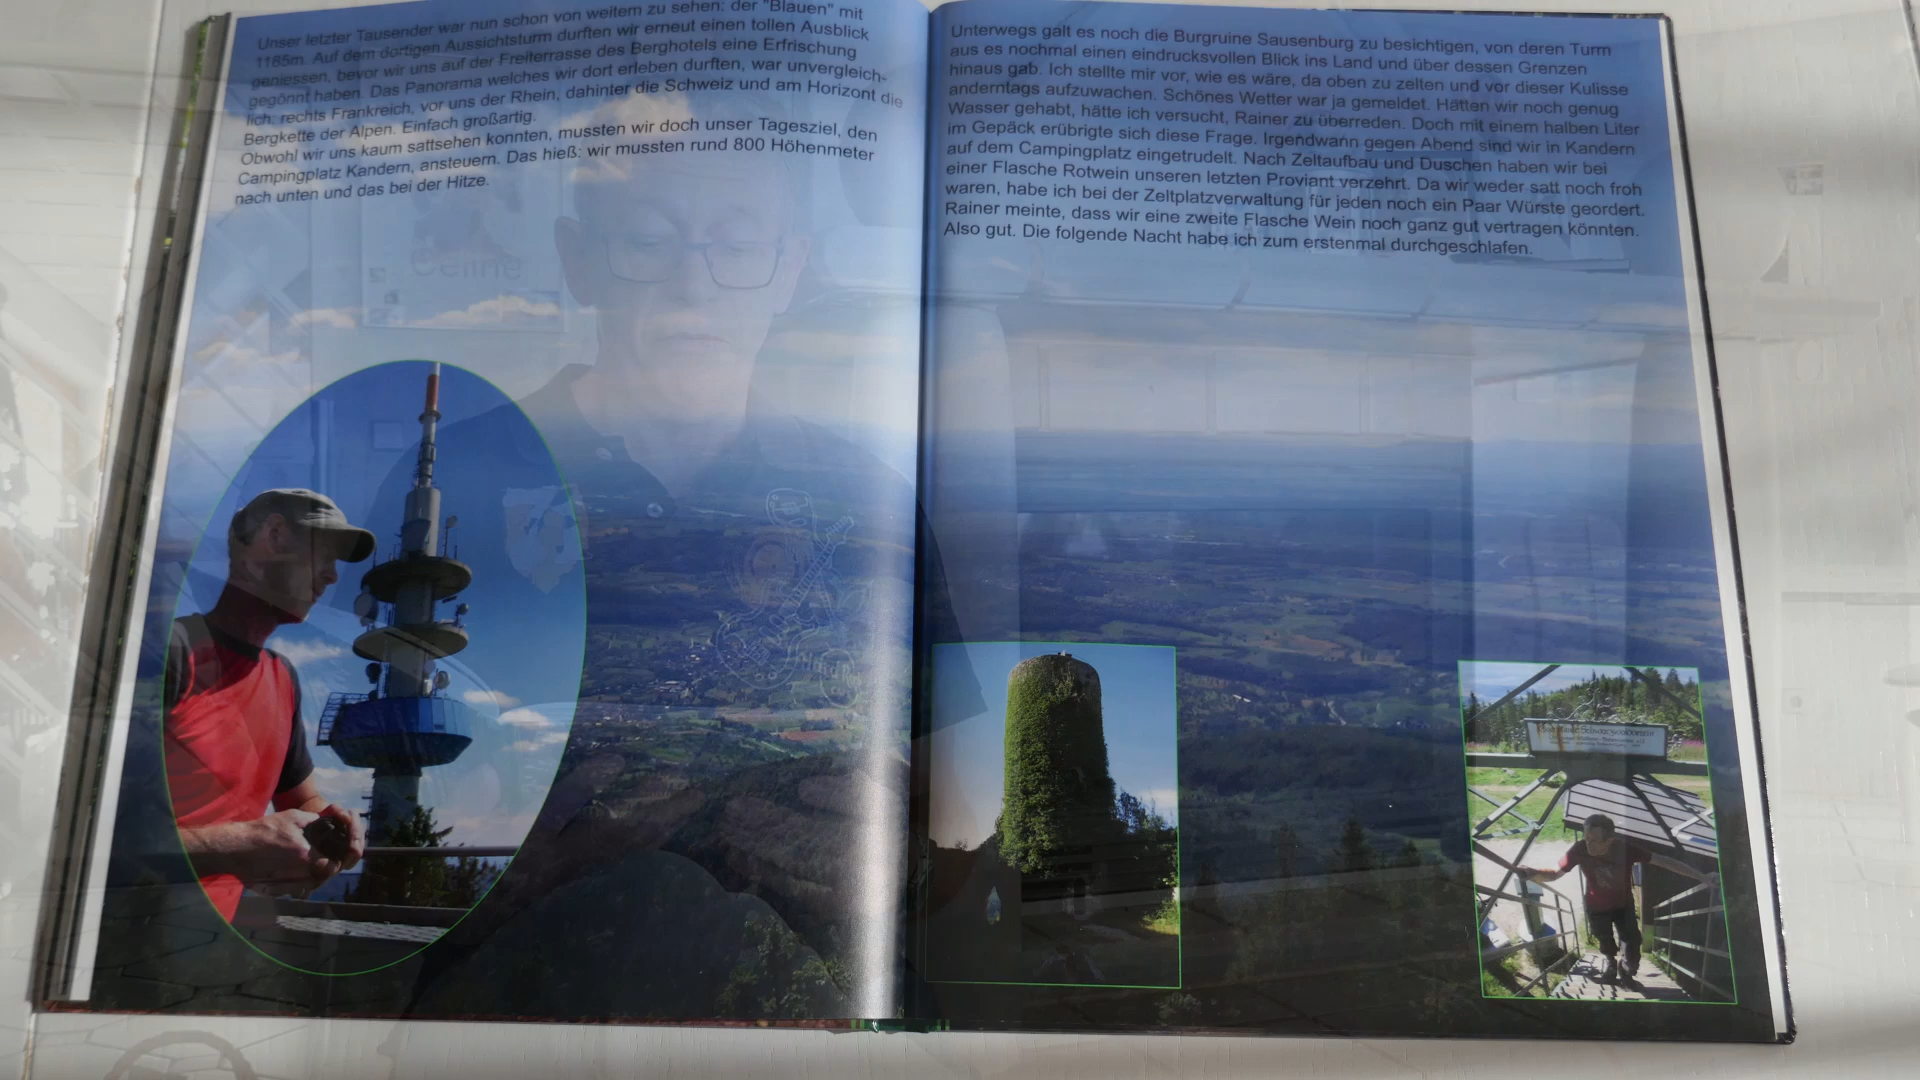 Unser letzter Tausender war nun schon von weitem zu sehen: der "Blauen" mit
1165m. Auf dem dortigen Aussichtsturm durften wir erneut einen tollen Ausblick
geniessen, bevor wir uns auf der Freiterrasse des Berghotels eine Erfrischung
gegönnt haben. Das Panorama welches wir dort erleben durften, war unvergleich-
lich: rechts Frankreich, vor uns der Rhein, dahinter die Schweiz und am Horizont die
Bergkette der Alpen. Einfach großartig.
Obwohl wir uns kaum sattsehen konnten, mussten wir doch unser Tagesziel, den
Campingplatz Kandern, ansteuern. Das hieß: wir mussten rund 800 Höhenmeter
nach unten und das bei der Hitze.
Unterwegs galt es noch die Burgruine Sausenburg zu besichtigen, von deren Turm
aus es nochmal einen eindrucksvollen Blick ins Land und über dessen Grenzen
hinaus gab. Ich stellte mir vor, wie es wäre, da oben zu zelten und vor dieser Kulisse
anderntags aufzuwachen. Schönes Wetter war ja gemeldet. Hätten wir noch genug
Wasser gehabt, hätte ich versucht, Rainer zu überreden. Doch mit einem halben Liter
im Gepäck erübrigte sich diese Frage. Irgendwann gegen Abend sind wir in Kandern
auf dem Campingplatz eingetrudelt. Nach Zeltaufbau und Duschen haben wir bei
einer Flasche Rotwein unseren letzten Proviant verzehrt. Da wir weder satt noch froh
waren, habe ich bei der Zeltplatzverwaltung für jeden noch ein Paar Würste geordert.
Rainer meinte, dass wir eine zweite Flasche Wein noch ganz gut vertragen könnten.
Also gut. Die folgende Nacht habe ich zum erstenmal durchgeschlafen.
Celine